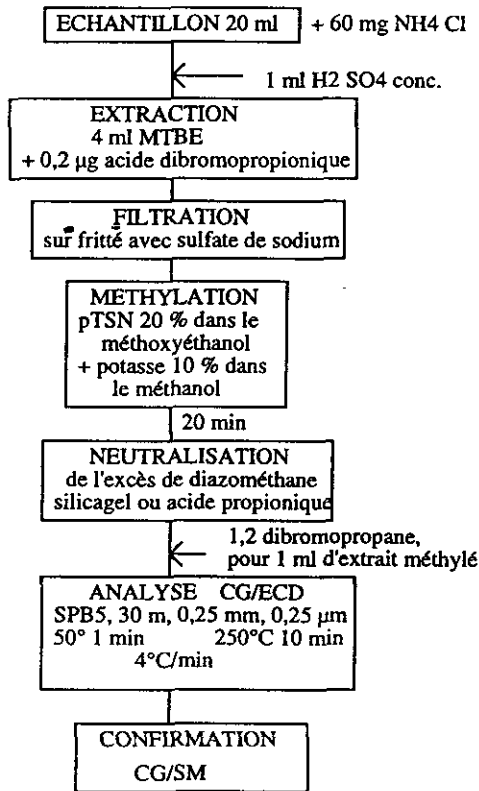 ECHANTILLON 20 ml + 60 mg NH4 Cl
1 ml H2 SO4 conc.
EXTRACTION
4 ml MTBE
+ 0,2 µg acide dibromopropionique
FILTRATION
sur fritté avec sulfate de sodium
METHYLATION
pTSN 20 % dans le
méthoxyéthanol
+ potasse 10 % dans
le méthanol
20 min
NEUTRALISATION
de l'excès de diazométhane
silicagel ou acide propionique
1,2 dibromopropane,
pour 1 ml d'extrait méthylé
ANALYSE CG/ECD
SPB5, 30 m, 0,25 mm, 0,25 µm
50° 1 min 250°C 10 min
4°C/min
CONFIRMATION
CG/SM